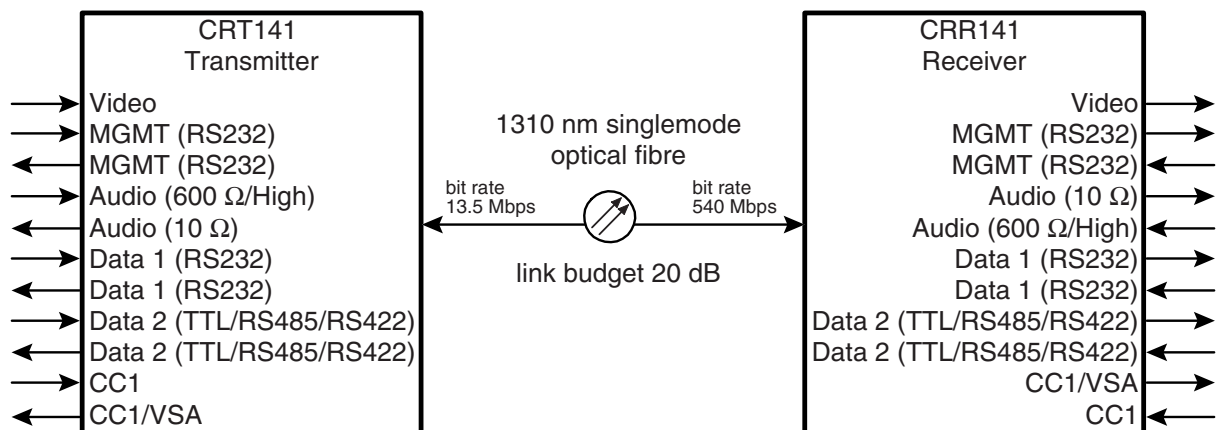 CRT141
Transmitter
Video
MGMT (RS232)
MGMT (RS232)
Audio (600 Ω/High)
Audio (10 Ω)
Data 1 (RS232)
Data 1 (RS232)
Data 2 (TTL/RS485/RS422)
Data 2 (TTL/RS485/RS422)
CC1
CC1/VSA
1310 nm singlemode
optical fibre
bit rate
13.5 Mbps
bit rate
540 Mbps
link budget 20 dB
CRR141
Receiver
Video
MGMT (RS232)
MGMT (RS232)
Audio (10 Ω)
Audio (600 Ω/High)
Data 1 (RS232)
Data 1 (RS232)
Data 2 (TTL/RS485/RS422)
Data 2 (TTL/RS485/RS422)
CC1/VSA
CC1